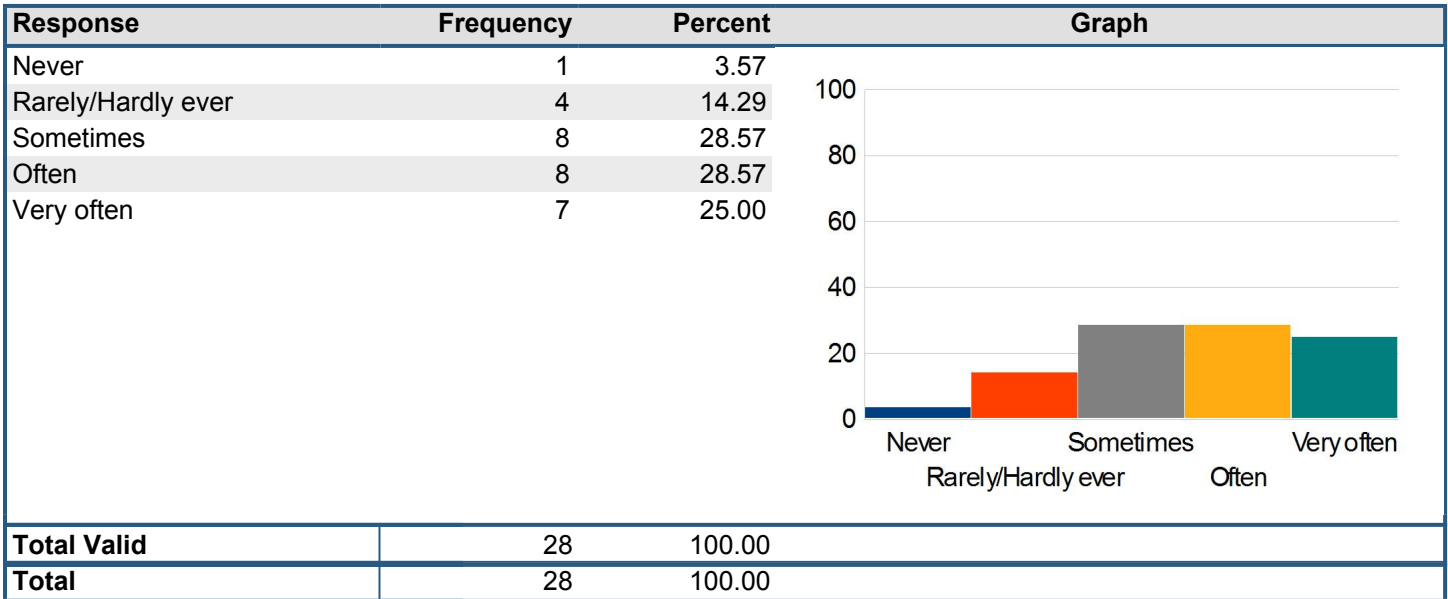 Response Frequency Percent Graph
Never 1 3.57
Rarely/Hardly ever 4 14.29
Sometimes 8 28.57
Often 8 28.57
Very often 7 25.00
100
80
60
40
20
0
Never Sometimes Very often
Rarely/Hardly ever Often
Total Valid 28 100.00
Total 28 100.00